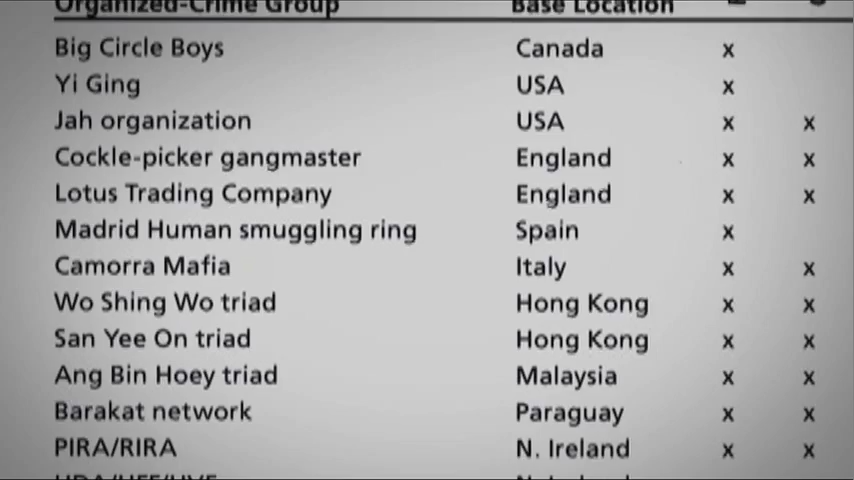 Organized-Crime Group Base Location
Big Circle Boys Canada x
Yi Ging USA x
Jah organization USA x x
Cockle-picker gangmaster England x x
Lotus Trading Company England x x
Madrid Human smuggling ring Spain x
Camorra Mafia Italy x x
Wo Shing Wo triad Hong Kong x x
San Yee On triad Hong Kong x x
Ang Bin Hoey triad Malaysia x x
Barakat network Paraguay x x
PIRA/RIRA N. Ireland x x